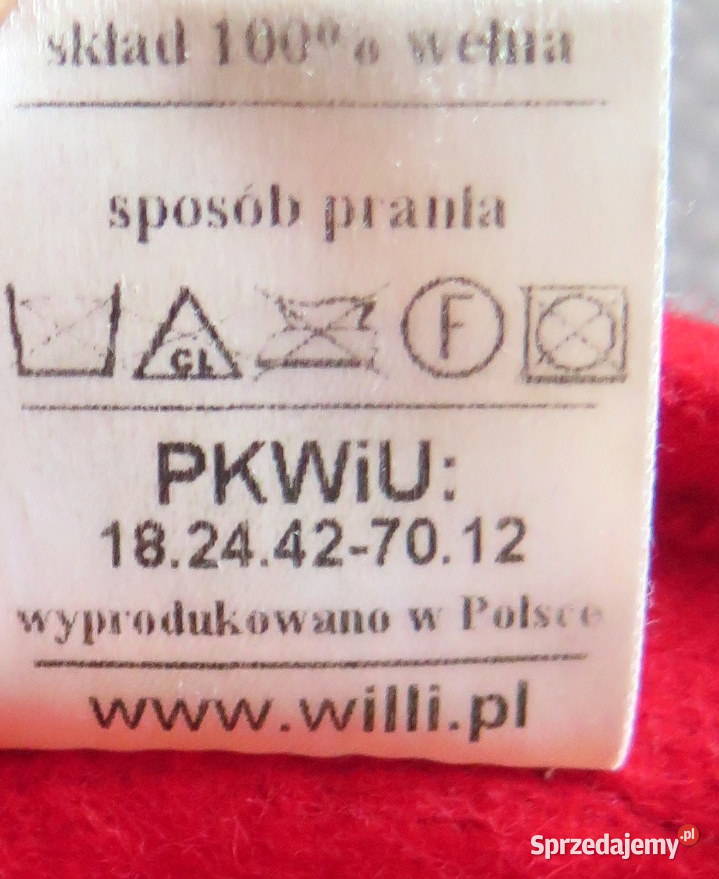 skład 100% wełna
sposób prania
CL F
PKWiU:
18.24.42-70.12
wyprodukowano w Polsce
www.willi.pl
Sprzedajemy.pl